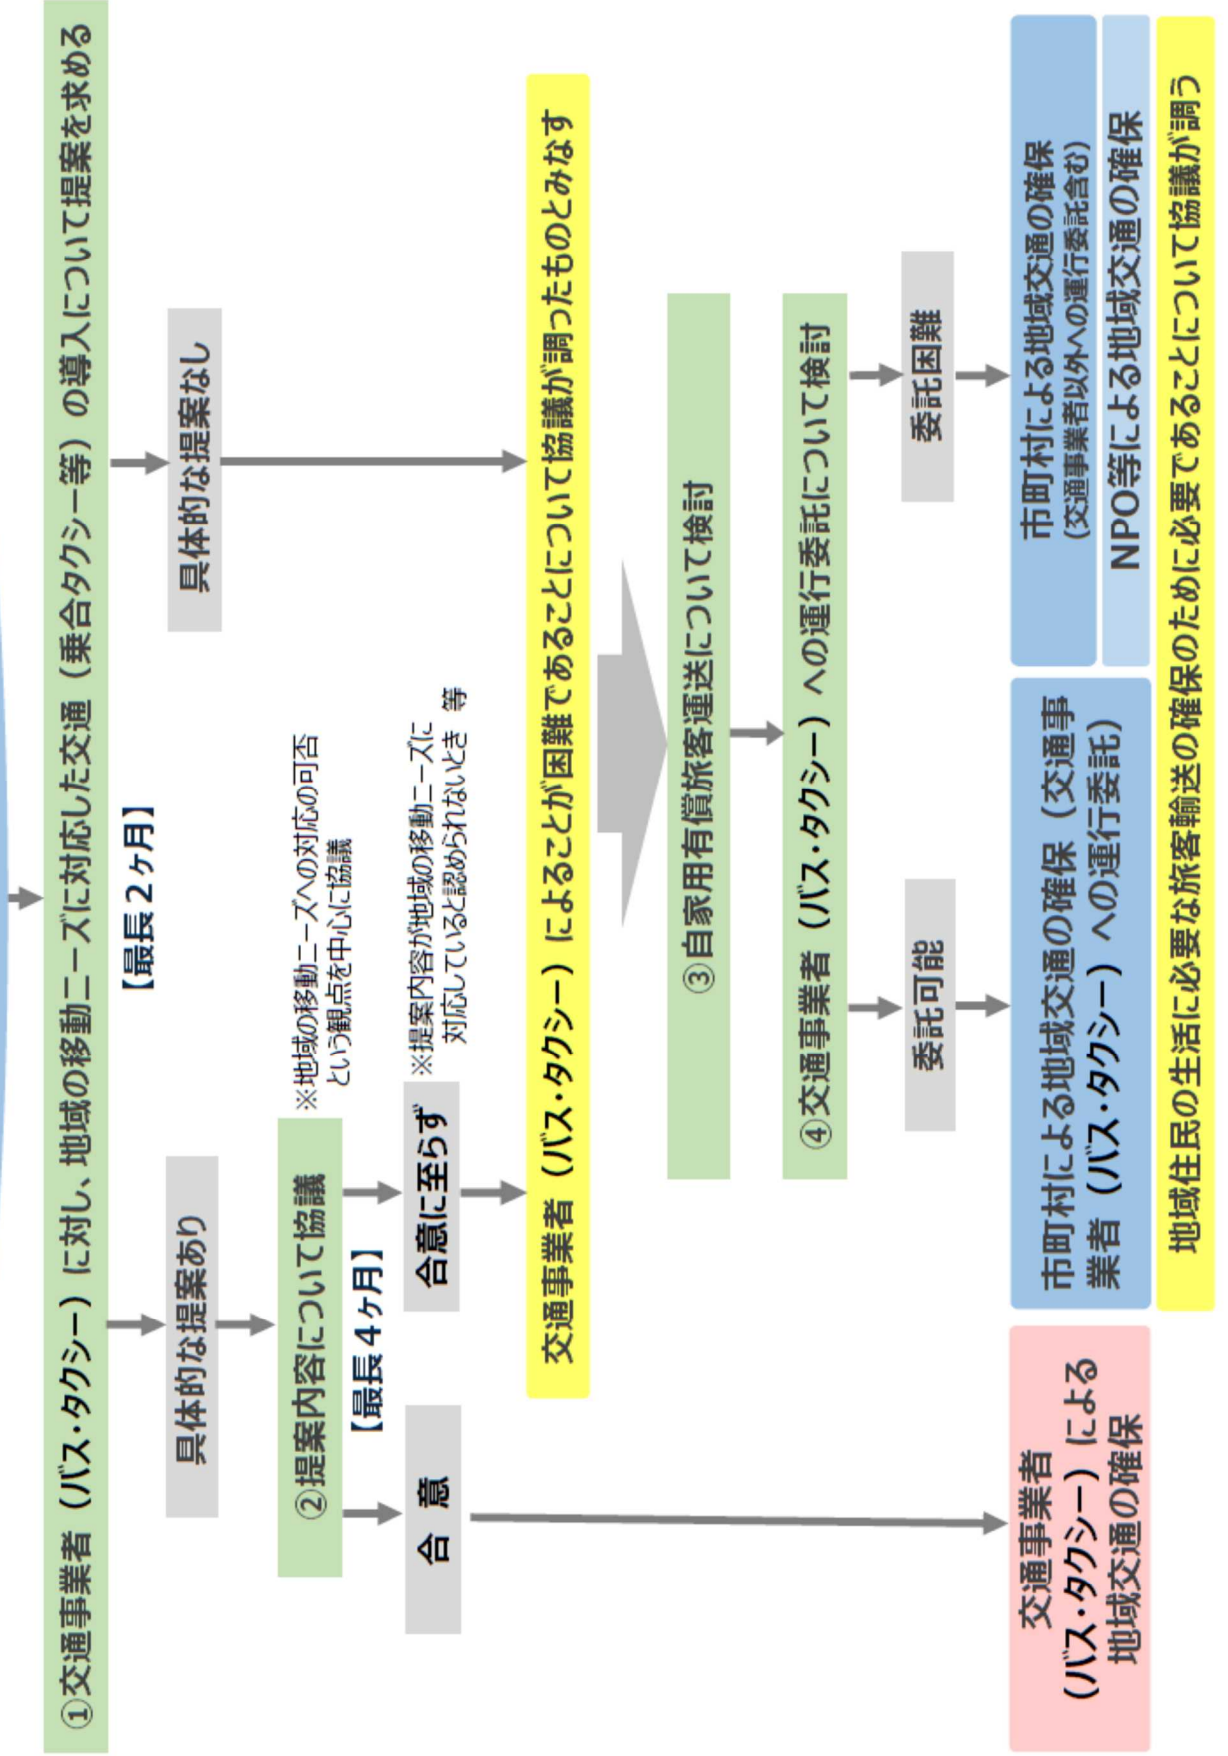 ①交通事業者（バス・タクシー）に対し、地域の移動ニーズに対応した交通（乗合タクシー等）の導入について提案を求める
【最長２ヶ月】
具体的な提案あり
具体的な提案なし
②提案内容について協議
※地域の移動ニーズへの対応の可否
という観点を中心に協議
【最長４ヶ月】
合 意
合意に至らず
※提案内容が地域の移動ニーズに
対応していると認められないとき 等
交通事業者（バス・タクシー）によることが困難であることについて協議が調ったものとみなす
③自家用有償旅客運送について検討
④交通事業者（バス・タクシー）への運行委託について検討
委託可能
委託困難
交通事業者
（バス・タクシー）による
地域交通の確保
市町村による地域交通の確保（交通事
業者（バス・タクシー）への運行委託）
市町村による地域交通の確保
（交通事業者以外への運行委託含む）
NPO等による地域交通の確保
地域住民の生活に必要な旅客輸送の確保のために必要であることについて協議が調う